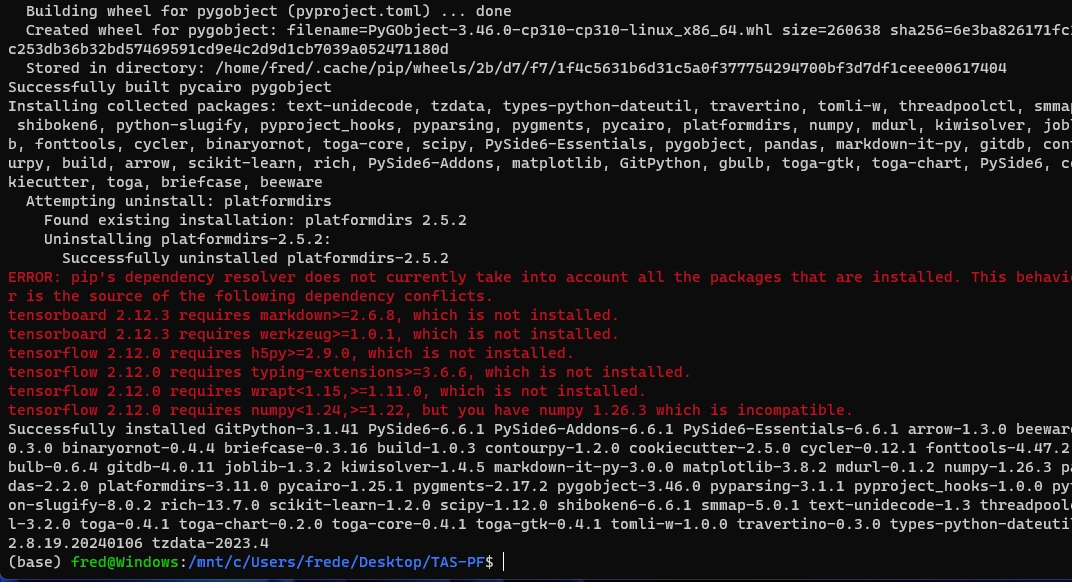 Building wheel for pygobject (pyproject.toml) ... done
Created wheel for pygobject: filename=PyGObject-3.46.0-cp310-cp310-linux_x86_64.whl size=260638 sha256=6e3ba826171fc
c253db36b32bd57469591cd9e4c2d9d1cb7039a052471180d
Stored in directory: /home/fred/.cache/pip/wheels/2b/d7/f7/1f4c5631b6d31c5a0f377754294700bf3d7df1ceee00617404
Successfully built pycairo pygobject
Installing collected packages: text-unidecode, tzdata, types-python-dateutil, travertino, tomli-w, threadpoolctl, smma
shiboken6, python-slugify, pyproject_hooks, pyparsing, pygments, pycairo, platformdirs, numpy, mdurl, kiwisolver, jobl
b, fonttools, cycler, binaryornot, toga-core, scipy, PySide6-Essentials, pygobject, pandas, markdown-it-py, gitdb, con
urpy, build, arrow, scikit-learn, rich, PySide6-Addons, matplotlib, GitPython, gbulb, toga-gtk, toga-chart, PySide6, c
kiecutter, toga, briefcase, beeware
Attempting uninstall: platformdirs
Found existing installation: platformdirs 2.5.2
Uninstalling platformdirs-2.5.2:
Successfully uninstalled platformdirs-2.5.2
ERROR: pip's dependency resolver does not currently take into account all the packages that are installed. This behavi
r is the source of the following dependency conflicts.
tensorboard 2.12.3 requires markdown>=2.6.8, which is not installed.
tensorboard 2.12.3 requires werkzeug>=1.0.1, which is not installed.
tensorflow 2.12.0 requires h5py>=2.9.0, which is not installed.
tensorflow 2.12.0 requires typing-extensions>=3.6.6, which is not installed.
tensorflow 2.12.0 requires wrapt<1.15,>=1.11.0, which is not installed.
tensorflow 2.12.0 requires numpy<1.24,>=1.22, but you have numpy 1.26.3 which is incompatible.
Successfully installed GitPython-3.1.41 PySide6-6.6.1 PySide6-Addons-6.6.1 PySide6-Essentials-6.6.1 arrow-1.3.0 beewar
0.3.0 binaryornot-0.4.4 briefcase-0.3.16 build-1.0.3 contourpy-1.2.0 cookiecutter-2.5.0 cycler-0.12.1 fonttools-4.47.2
bulb-0.6.4 gitdb-4.0.11 joblib-1.3.2 kiwisolver-1.4.5 markdown-it-py-3.0.0 matplotlib-3.8.2 mdurl-0.1.2 numpy-1.26.3 pa
das-2.2.0 platformdirs-3.11.0 pycairo-1.25.1 pygments-2.17.2 pygobject-3.46.0 pyparsing-3.1.1 pyproject_hooks-1.0.0 pyt
on-slugify-8.0.2 rich-13.7.0 scikit-learn-1.2.0 scipy-1.12.0 shiboken6-6.6.1 smmap-5.0.1 text-unidecode-1.3 threadpool
l-3.2.0 toga-0.4.1 toga-chart-0.2.0 toga-core-0.4.1 toga-gtk-0.4.1 tomli-w-1.0.0 travertino-0.3.0 types-python-dateuti
2.8.19.20240106 tzdata-2023.4
(base) fred@Windows:/mnt/c/Users/frede/Desktop/TAS-PF$